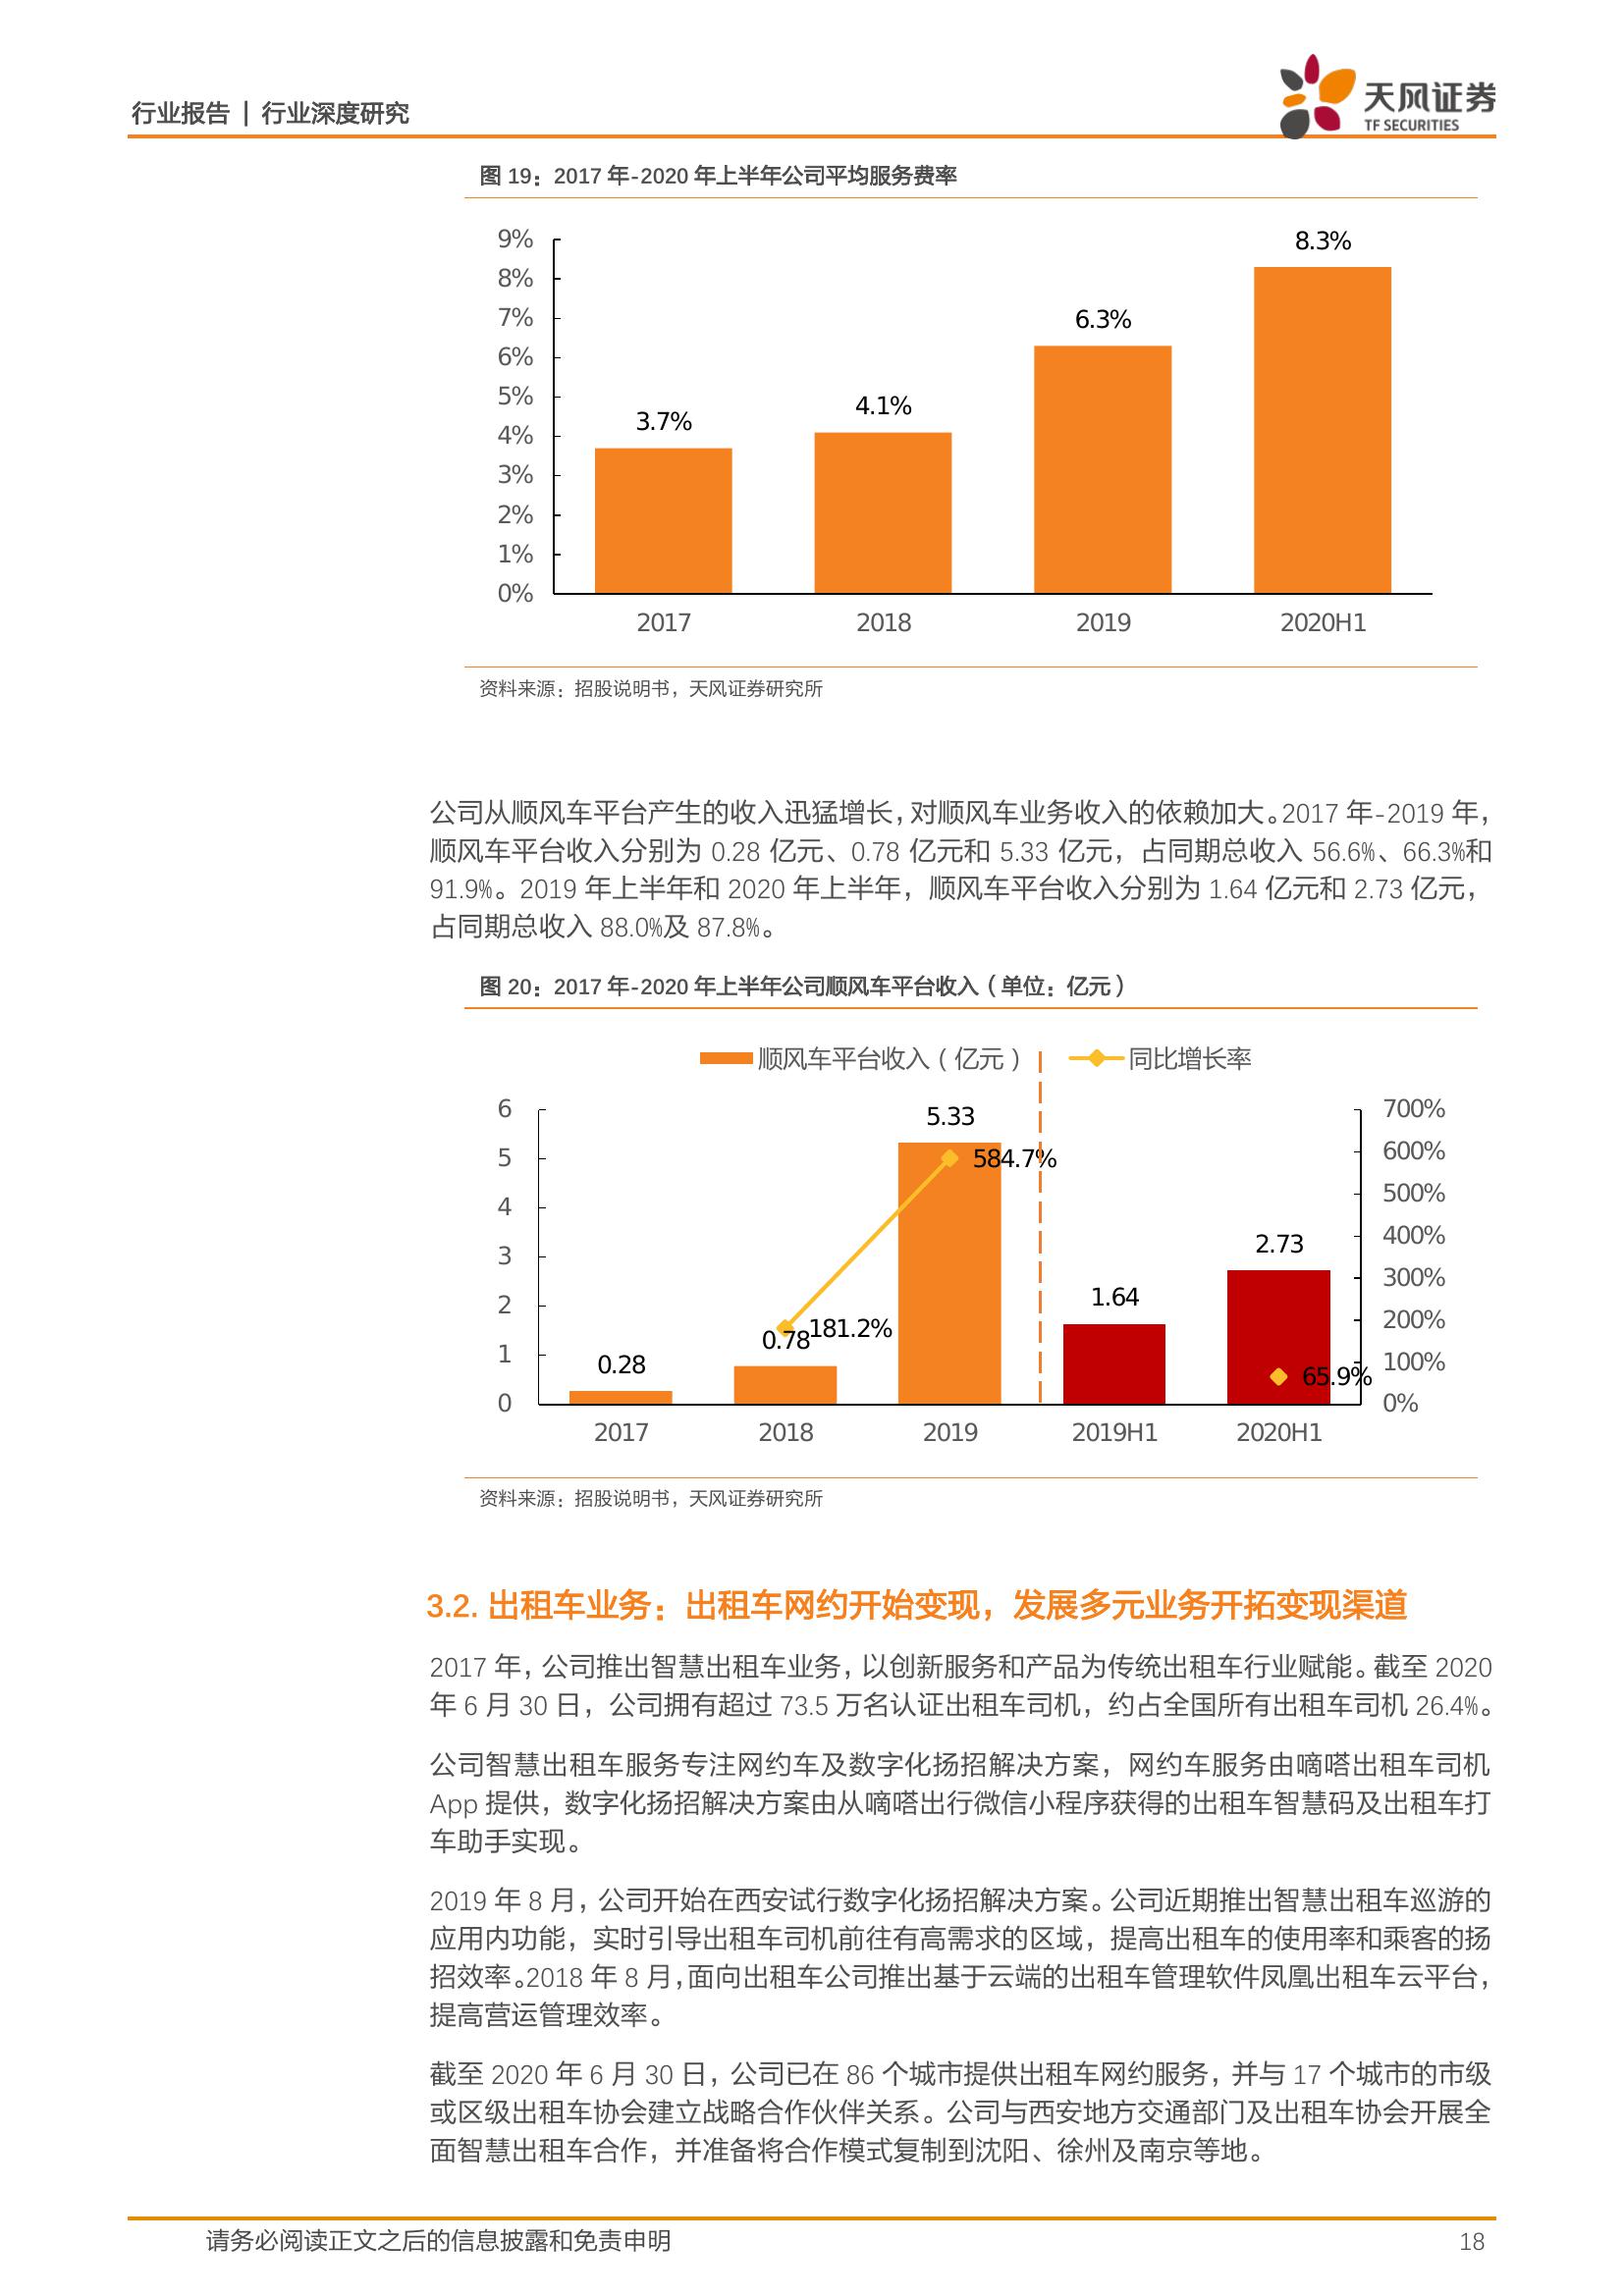 行业报告 | 行业深度研究
天风证券
TF SECURITIES
图 19：2017 年-2020 年上半年公司平均服务费率
9%
8%
7%
6%
5%
4%
3%
2%
1%
0%
3.7%
4.1%
6.3%
8.3%
2017
2018
2019
2020H1
资料来源：招股说明书，天风证券研究所
公司从顺风车平台产生的收入迅猛增长，对顺风车业务收入的依赖加大。2017 年-2019 年，
顺风车平台收入分别为 0.28 亿元、0.78 亿元和 5.33 亿元，占同期总收入 56.6%、66.3%和
91.9%。2019 年上半年和 2020 年上半年，顺风车平台收入分别为 1.64 亿元和 2.73 亿元，
占同期总收入 88.0%及 87.8%。
图 20：2017 年-2020 年上半年公司顺风车平台收入（单位：亿元）
顺风车平台收入（亿元）
同比增长率
6
5
4
3
2
1
0
0.28
0.78
5.33
1.64
2.73
181.2%
584.7%
65.9%
700%
600%
500%
400%
300%
200%
100%
0%
2017
2018
2019
2019H1
2020H1
资料来源：招股说明书，天风证券研究所
3.2. 出租车业务：出租车网约开始变现，发展多元业务开拓变现渠道
2017 年，公司推出智慧出租车业务，以创新服务和产品为传统出租车行业赋能。截至 2020
年 6 月 30 日，公司拥有超过 73.5 万名认证出租车司机，约占全国所有出租车司机 26.4%。
公司智慧出租车服务专注网约车及数字化扬招解决方案，网约车服务由嘀嗒出租车司机
App 提供，数字化扬招解决方案由从嘀嗒出行微信小程序获得的出租车智慧码及出租车打
车助手实现。
2019 年 8 月，公司开始在西安试行数字化扬招解决方案。公司近期推出智慧出租车巡游的
应用内功能，实时引导出租车司机前往有高需求的区域，提高出租车的使用率和乘客的扬
招效率。2018 年 8 月，面向出租车公司推出基于云端的出租车管理软件凤凰出租车云平台，
提高营运管理效率。
截至 2020 年 6 月 30 日，公司已在 86 个城市提供出租车网约服务，并与 17 个城市的市级
或区级出租车协会建立战略合作伙伴关系。公司与西安地方交通部门及出租车协会开展全
面智慧出租车合作，并准备将合作模式复制到沈阳、徐州及南京等地。
请务必阅读正文之后的信息披露和免责申明
18